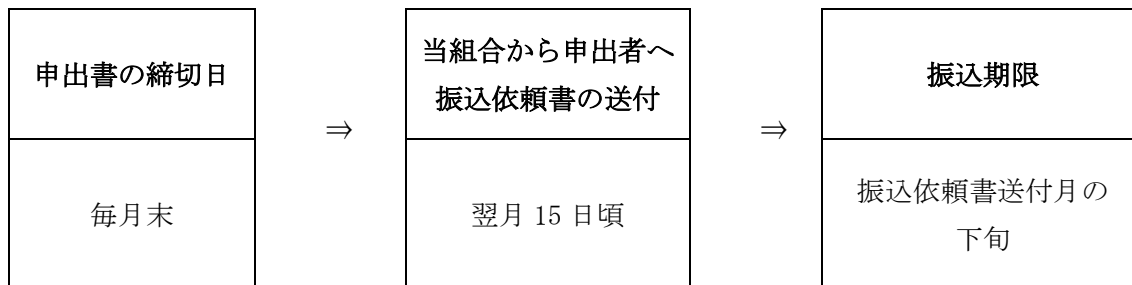 申出書の締切日
毎月末
⇒
当組合から申出者へ
振込依頼書の送付
翌月 15 日頃
⇒
振込期限
振込依頼書送付月の
下旬